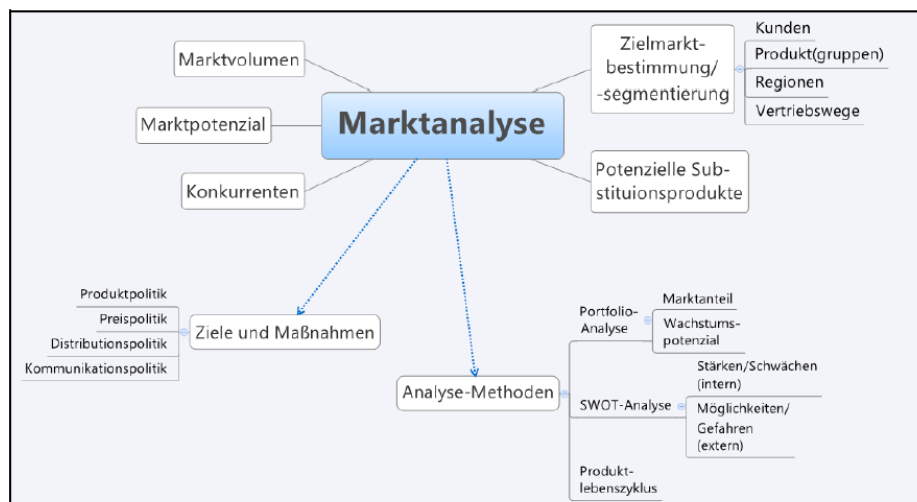 Marktvolumen
Marktpotenzial
Konkurrenten
Marktanalyse
Zielmarkt-
bestimmung/
-segmentierung
Kunden
Produkt(gruppen)
Regionen
Vertriebswege
Potenzielle Sub-
stituionsprodukte
Produktpolitik
Preispolitik
Distributionspolitik
Kommunikationspolitik
Ziele und Maßnahmen
Analyse-Methoden
Portfolio-
Analyse
Marktanteil
Wachstums-
potenzial
SWOT-Analyse
Stärken/Schwächen
(intern)
Möglichkeiten/
Gefahren
(extern)
Produkt-
lebenszyklus